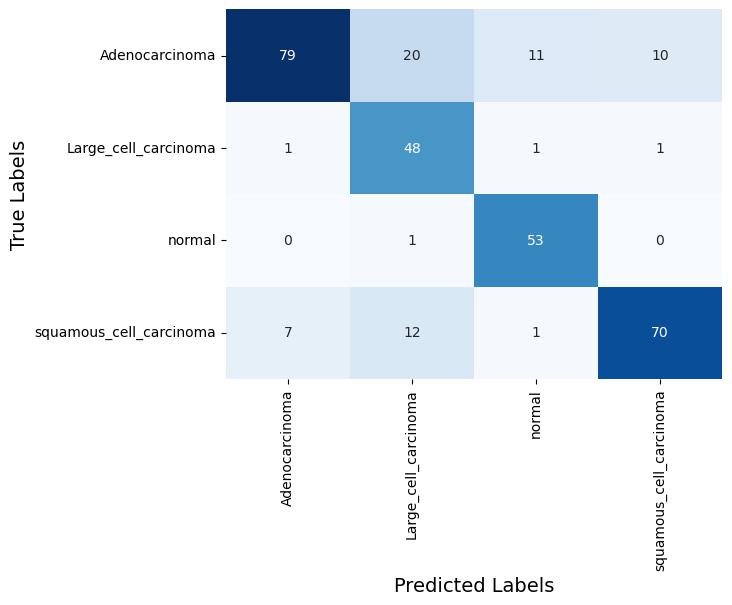 True Labels
Adenocarcinoma 79 20 11 10
Large_cell_carcinoma 1 48 1 1
normal 0 1 53 0
squamous_cell_carcinoma 7 12 1 70
Adenocarcinoma
Large_cell_carcinoma
normal
squamous_cell_carcinoma
Predicted Labels